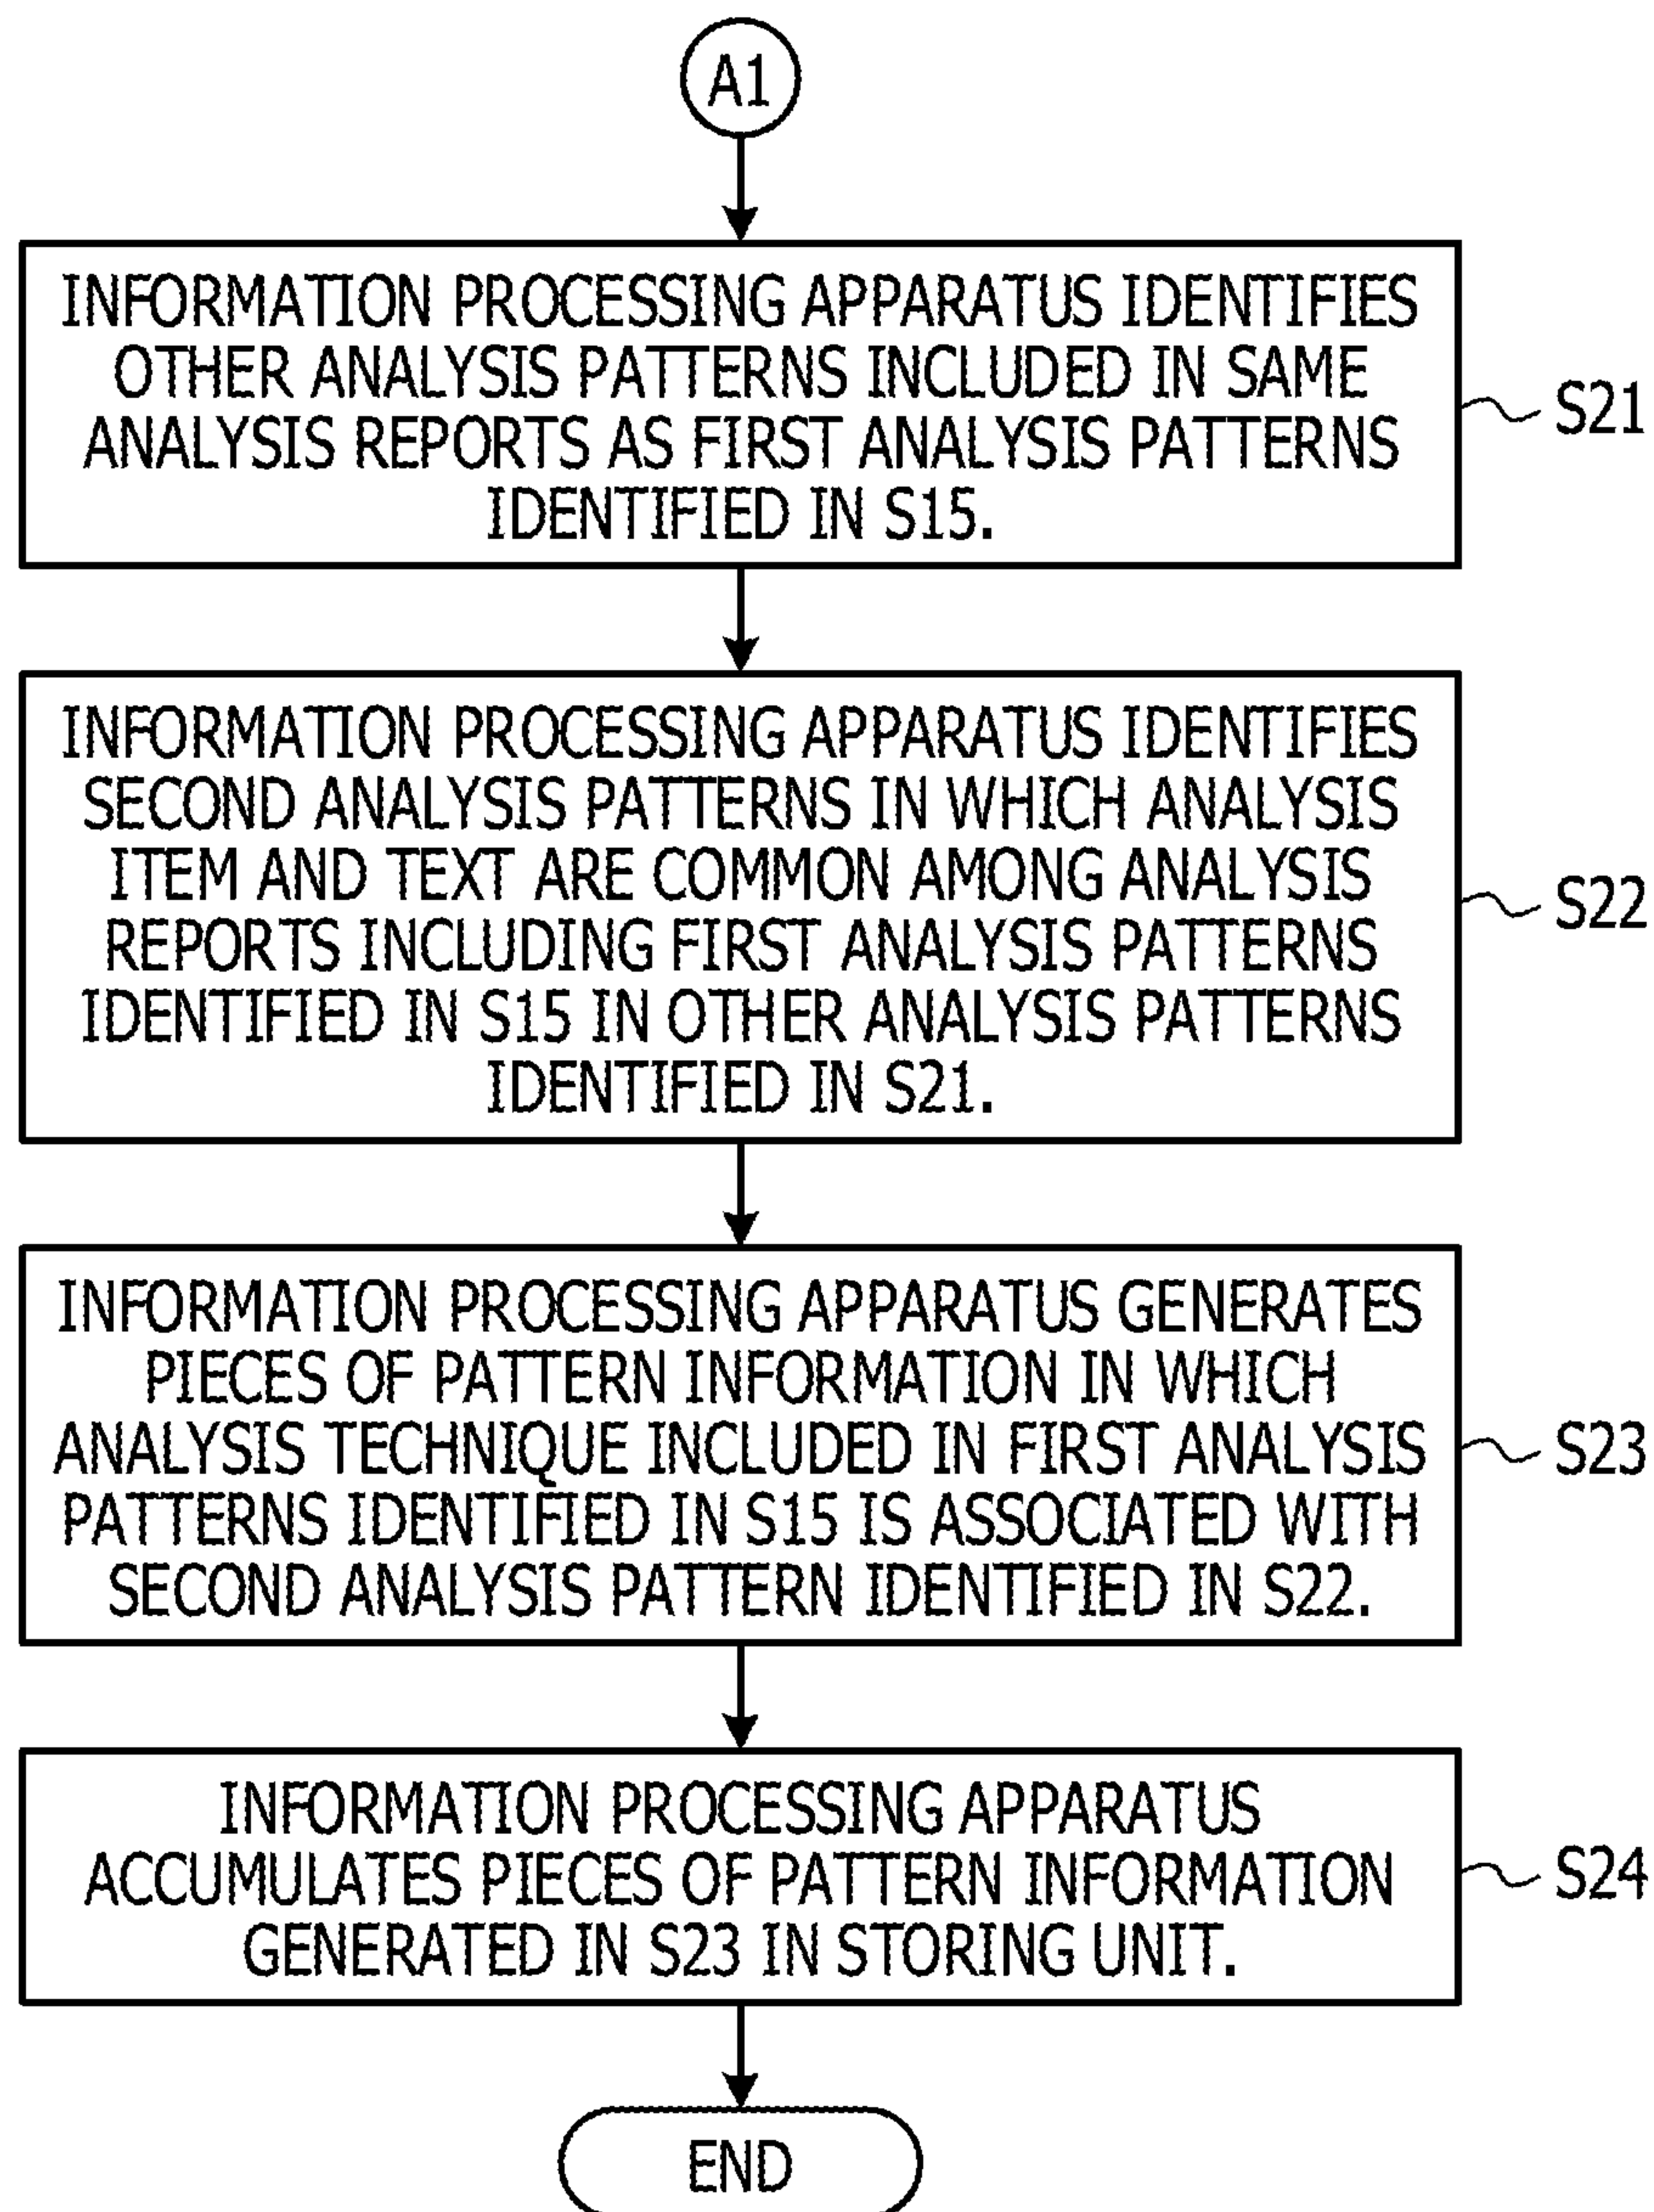 A1
INFORMATION PROCESSING APPARATUS IDENTIFIES
OTHER ANALYSIS PATTERNS INCLUDED IN SAME
ANALYSIS REPORTS AS FIRST ANALYSIS PATTERNS
IDENTIFIED IN S15.
S21
INFORMATION PROCESSING APPARATUS IDENTIFIES
SECOND ANALYSIS PATTERNS IN WHICH ANALYSIS
ITEM AND TEXT ARE COMMON AMONG ANALYSIS
REPORTS INCLUDING FIRST ANALYSIS PATTERNS
IDENTIFIED IN S15 IN OTHER ANALYSIS PATTERNS
IDENTIFIED IN S21.
S22
INFORMATION PROCESSING APPARATUS GENERATES
PIECES OF PATTERN INFORMATION IN WHICH
ANALYSIS TECHNIQUE INCLUDED IN FIRST ANALYSIS
PATTERNS IDENTIFIED IN S15 IS ASSOCIATED WITH
SECOND ANALYSIS PATTERN IDENTIFIED IN S22.
S23
INFORMATION PROCESSING APPARATUS
ACCUMULATES PIECES OF PATTERN INFORMATION
GENERATED IN S23 IN STORING UNIT.
S24
END